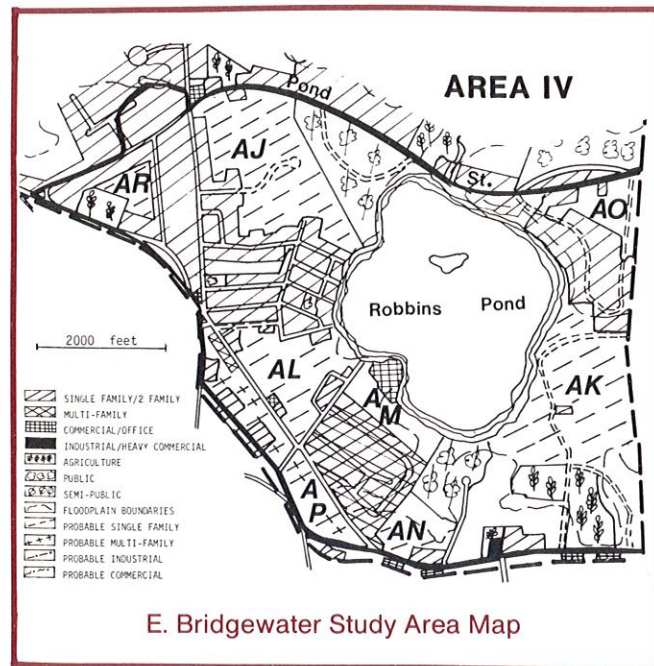 AREA IV
Pond
St.
AJ
AR
AO
Robbins Pond
2000 feet
AL
AK
AM
AP
AN
SINGLE FAMILY/2 FAMILY
MULTI-FAMILY
COMMERCIAL/OFFICE
INDUSTRIAL/HEAVY COMMERCIAL
AGRICULTURE
PUBLIC
SEMI-PUBLIC
FLOODPLAIN BOUNDARIES
PROBABLE SINGLE FAMILY
PROBABLE MULTI-FAMILY
PROBABLE INDUSTRIAL
PROBABLE COMMERCIAL
E. Bridgewater Study Area Map